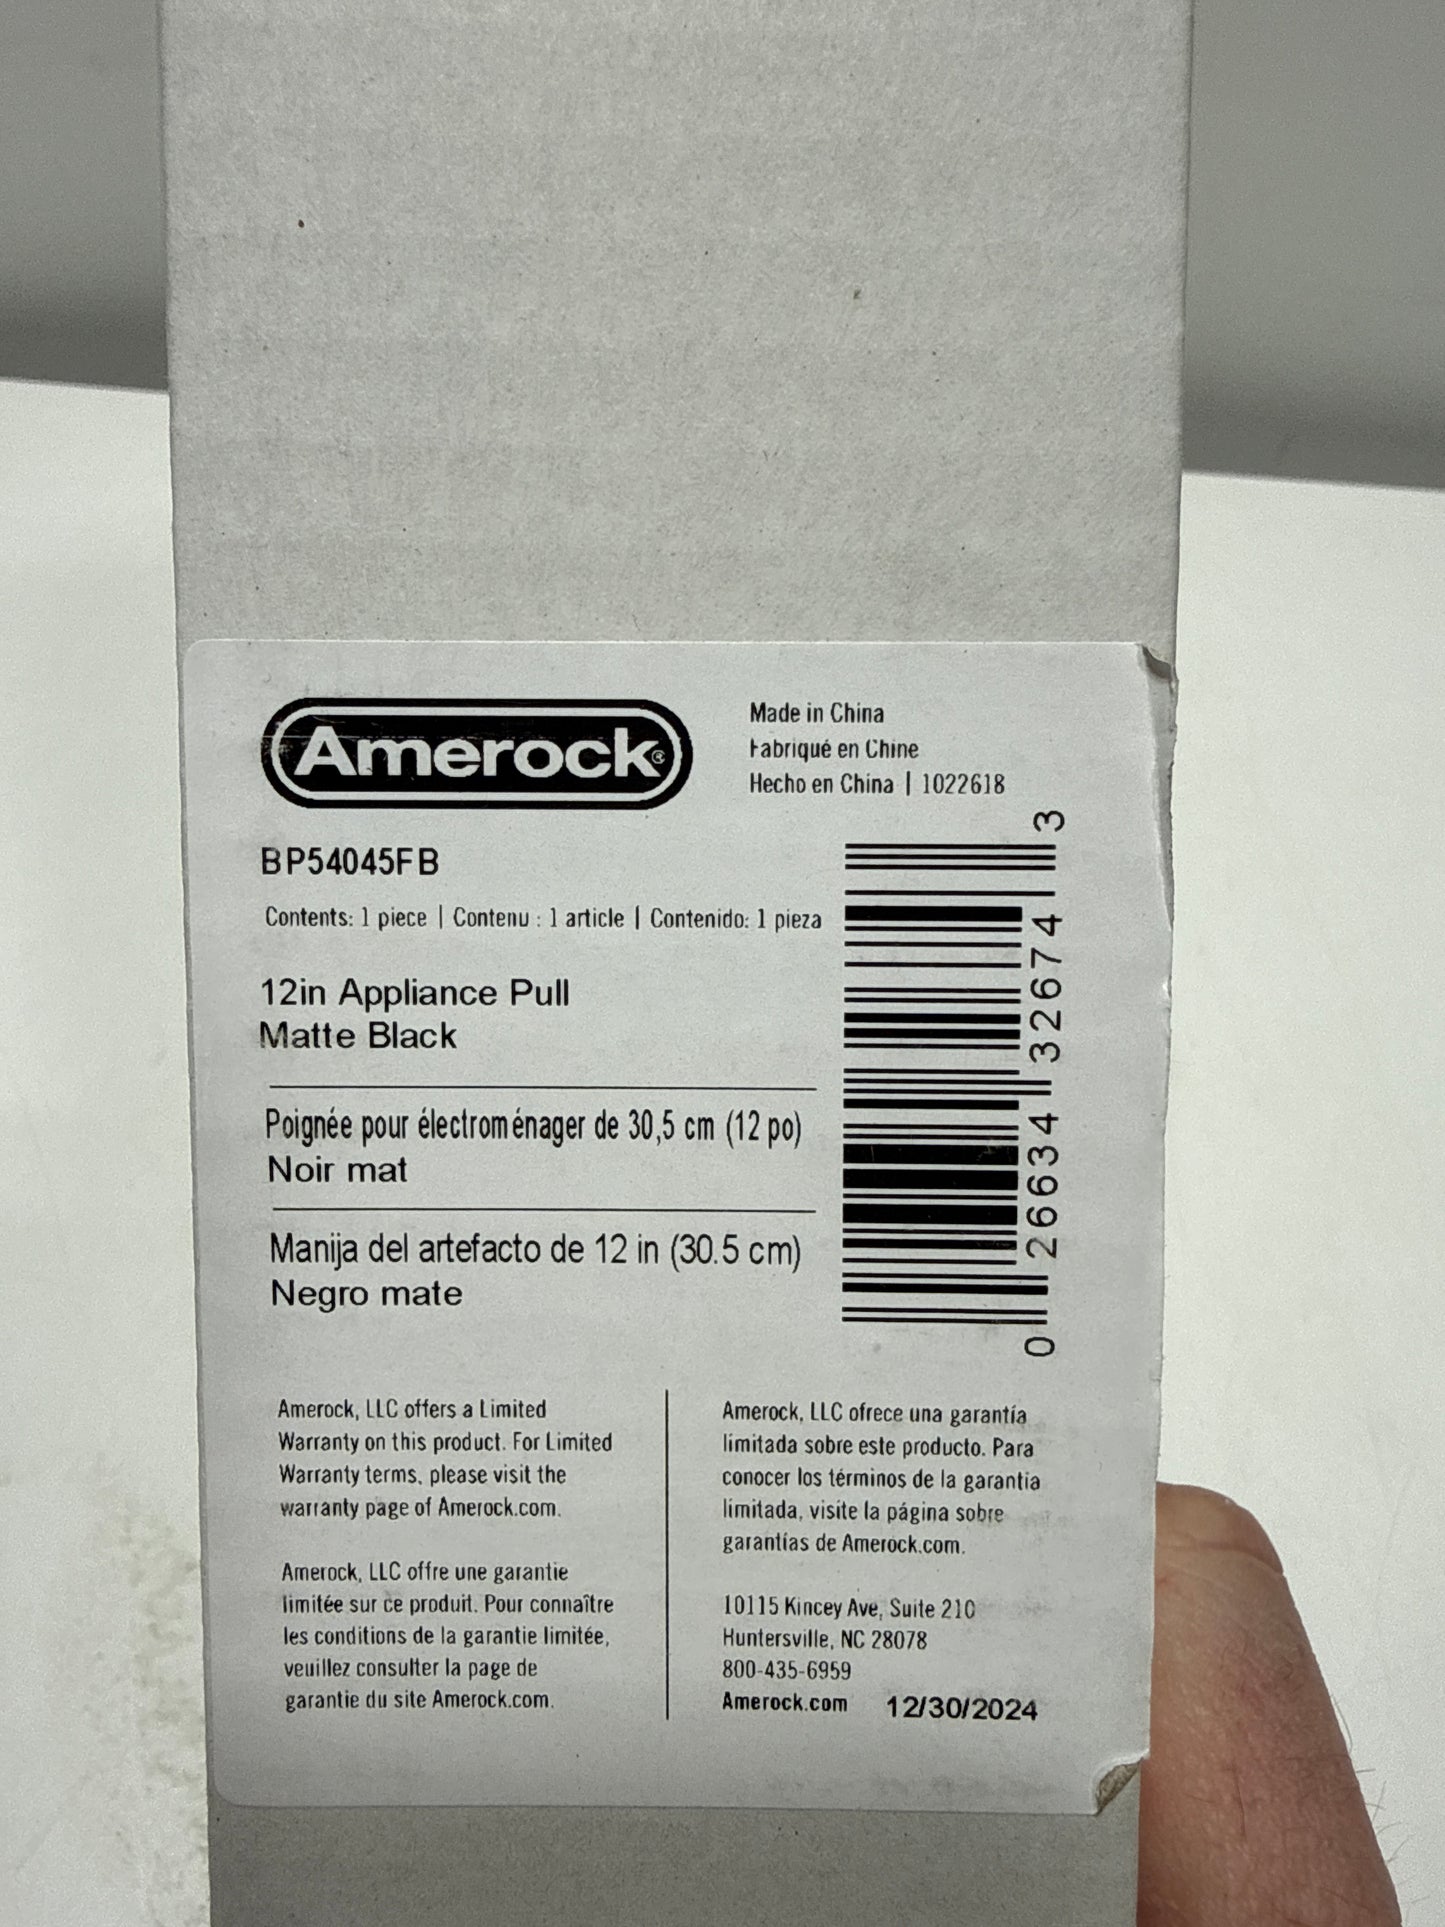 Amerock®
Made in China
Fabriqué en Chine
Hecho en China | 1022618
BP54045FB
Contents: 1 piece | Contenu : 1 article | Contenido: 1 pieza
12in Appliance Pull
Matte Black
Poignée pour électroménager de 30,5 cm (12 po)
Noir mat
Manija del artefacto de 12 in (30.5 cm)
Negro mate
0 26634 32674 3
Amerock, LLC offers a Limited
Warranty on this product. For Limited
Warranty terms, please visit the
warranty page of Amerock.com.
Amerock, LLC offre une garantie
limitée sur ce produit. Pour connaître
les conditions de la garantie limitée,
veuillez consulter la page de
garantie du site Amerock.com.
Amerock, LLC ofrece una garantía
limitada sobre este producto. Para
conocer los términos de la garantía
limitada, visite la página sobre
garantías de Amerock.com.
10115 Kincey Ave, Suite 210
Huntersville, NC 28078
800-435-6959
Amerock.com 12/30/2024